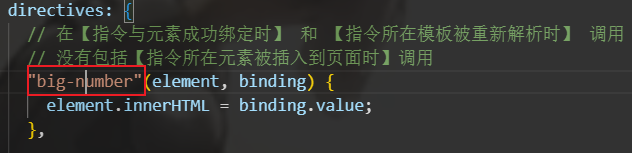 directives: {
// 在【指令与元素成功绑定时】 和 【指令所在模板被重新解析时】 调用
// 没有包括【指令所在元素被插入到页面时】调用
"big-number"(element, binding) {
element.innerHTML = binding.value;
},